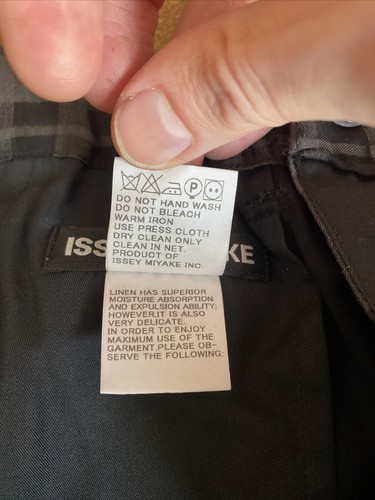 DO NOT HAND WASH
DO NOT BLEACH
WARM IRON
USE PRESS CLOTH
DRY CLEAN ONLY
CLEAN IN NET.
PRODUCT OF
ISSEY MIYAKE INC.
ISS KE
LINEN HAS SUPERIOR
MOISTURE ABSORPTION
AND EXPULSION ABILITY;
HOWEVER,IT IS ALSO
VERY DELICATE.
IN ORDER TO ENJOY
MAXIMUM USE OF THE
GARMENT,PLEASE OB-
SERVE THE FOLLOWING: